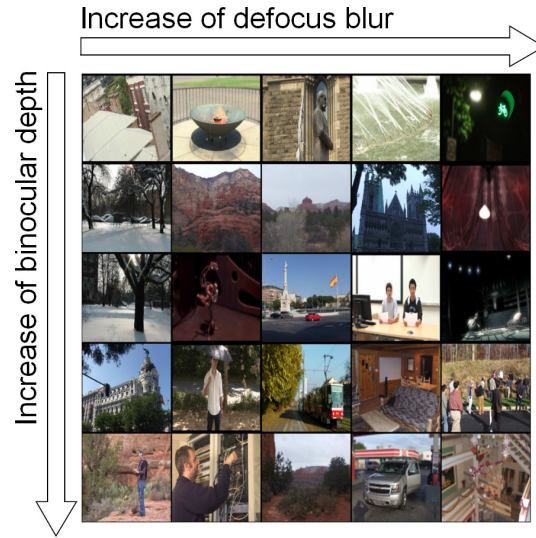 Increase of defocus blur
Increase of binocular depth